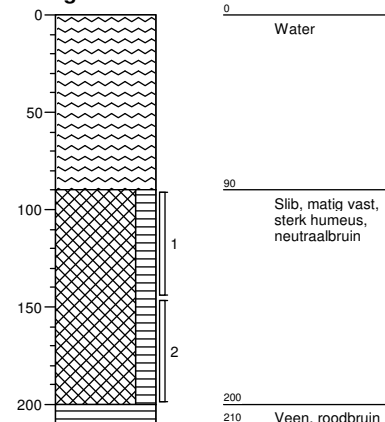 0
50
100
150
200
1
2
0
Water
90
Slib, matig vast,
sterk humeus,
neutraalbruin
200
210 Veen, roodbruin